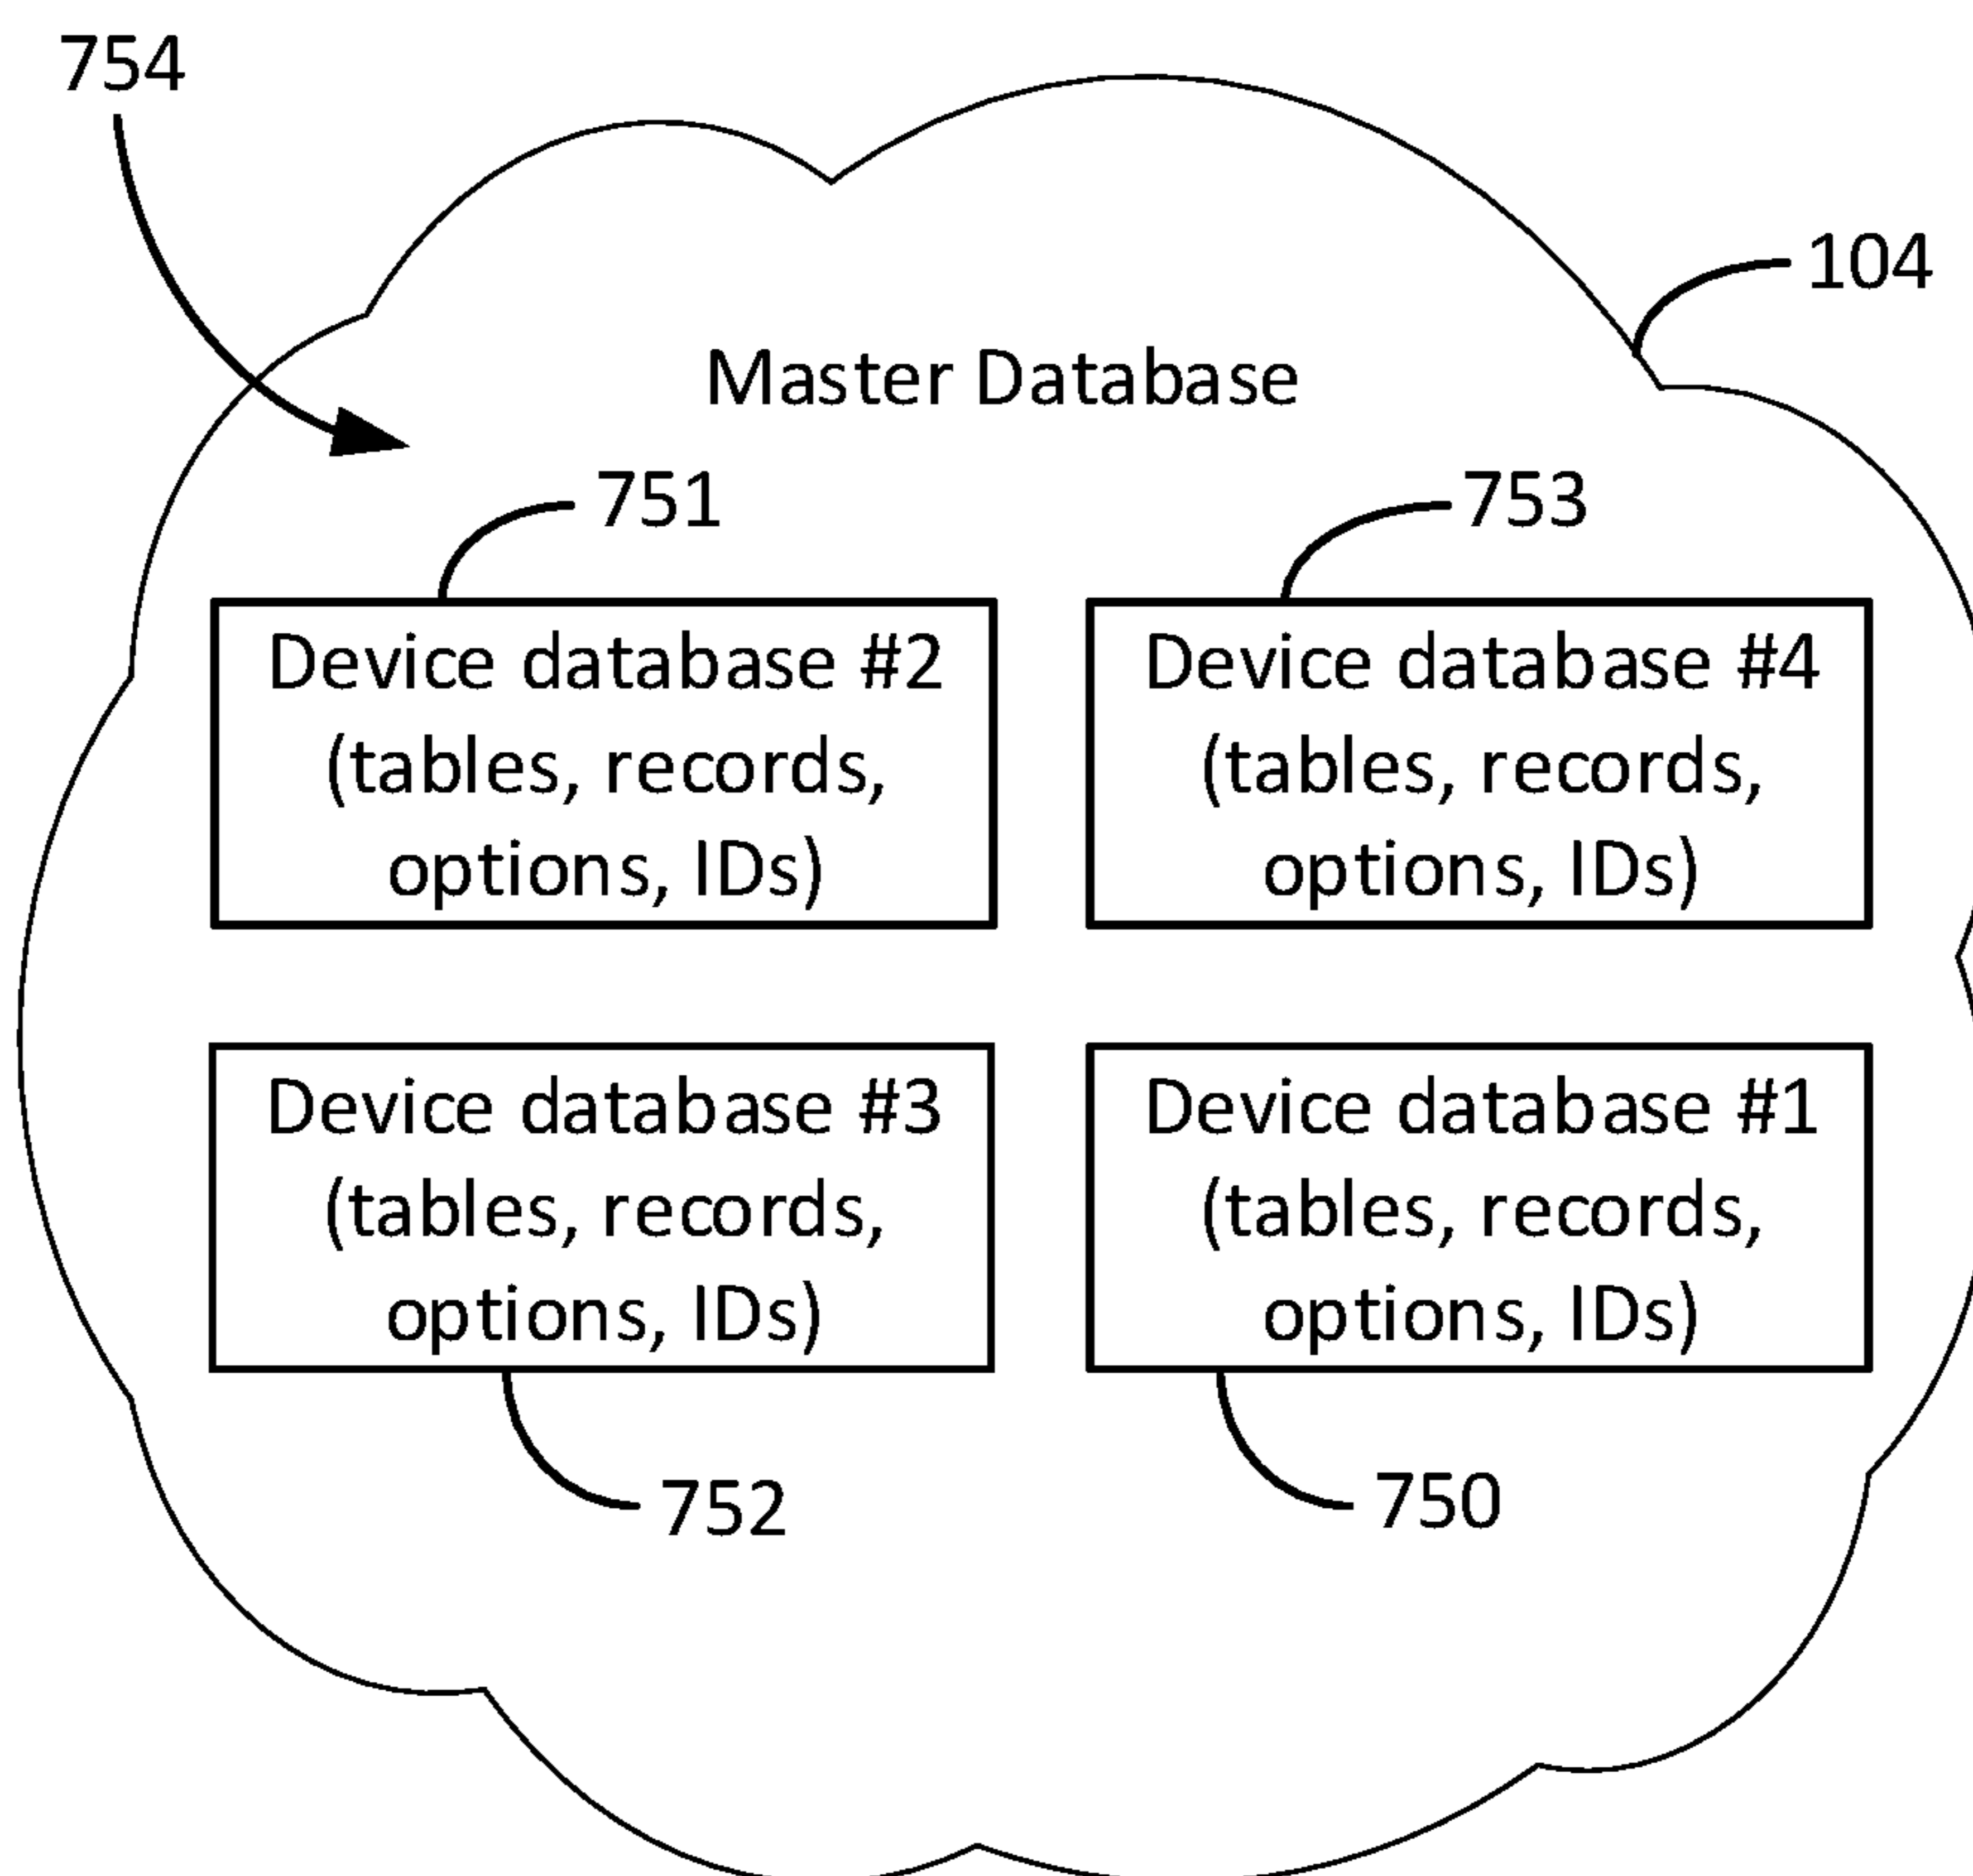 754
104
Master Database
751
753
Device database #2
(tables, records,
options, IDs)
Device database #4
(tables, records,
options, IDs)
Device database #3
(tables, records,
options, IDs)
Device database #1
(tables, records,
options, IDs)
752
750